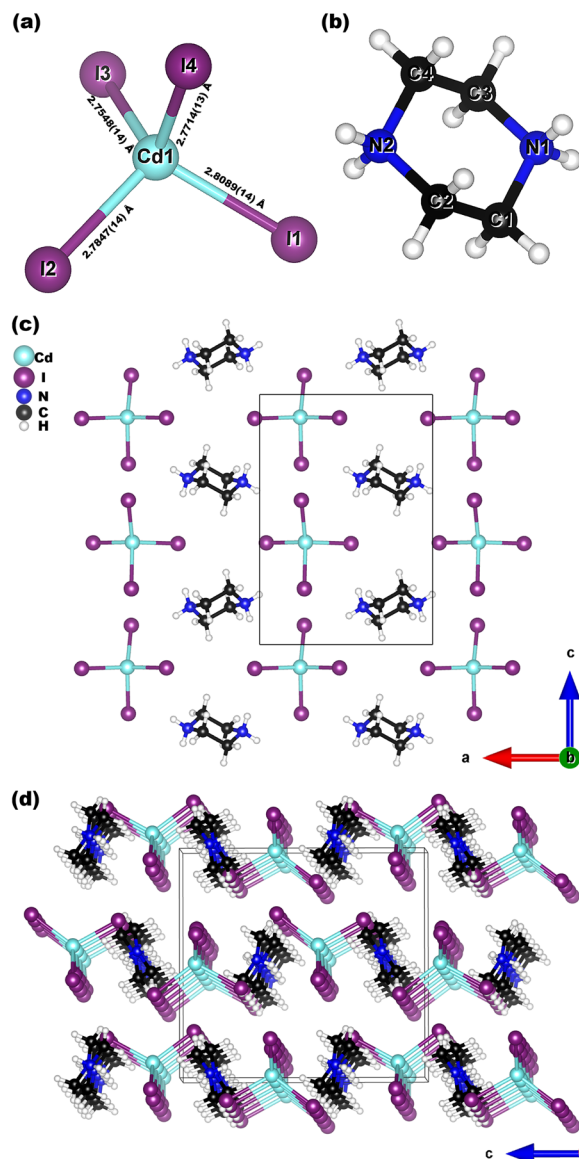 (a)
I3
I4
2.7548(14) Å
2.7714(13) Å
Cd1
2.8089(14) Å
2.7847(14) Å
I2
I1
(b)
C4
C3
N2
N1
C2
C1
(c)
Cd
I
N
C
H
c
a
b
(d)
c